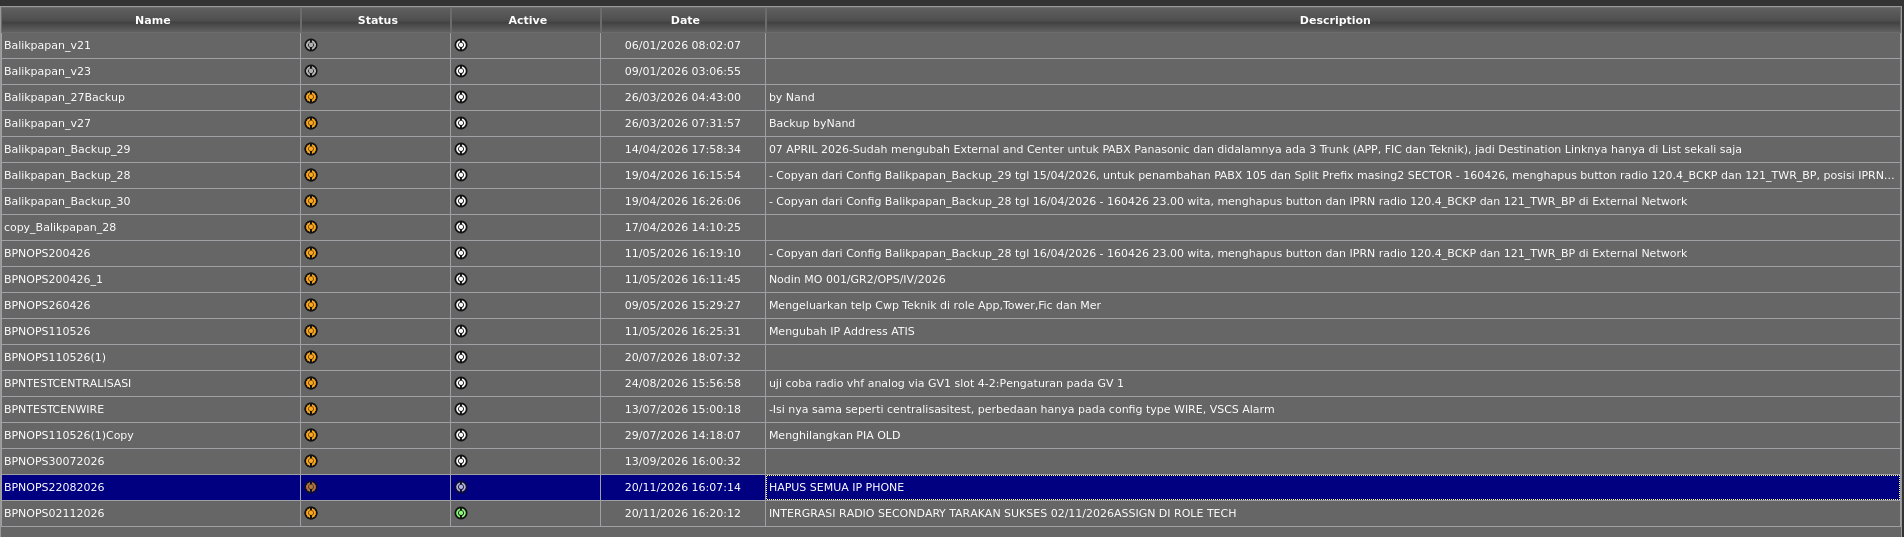 Name Status Active Date Description
Balikpapan_v21 06/01/2026 08:02:07
Balikpapan_v23 09/01/2026 03:06:55
Balikpapan_27Backup 26/03/2026 04:43:00 by Nand
Balikpapan_v27 26/03/2026 07:31:57 Backup byNand
Balikpapan_Backup_29 14/04/2026 17:58:34 07 APRIL 2026-Sudah mengubah External and Center untuk PABX Panasonic dan didalamnya ada 3 Trunk (APP, FIC dan Teknik), jadi Destination Linknya hanya di List sekali saja
Balikpapan_Backup_28 19/04/2026 16:15:54 - Copyan dari Config Balikpapan_Backup_29 tgl 15/04/2026, untuk penambahan PABX 105 dan Split Prefix masing2 SECTOR - 160426, menghapus button radio 120.4_BCKP dan 121_TWR_BP, posisi IPRN...
Balikpapan_Backup_30 19/04/2026 16:26:06 - Copyan dari Config Balikpapan_Backup_28 tgl 16/04/2026 - 160426 23.00 wita, menghapus button dan IPRN radio 120.4_BCKP dan 121_TWR_BP di External Network
copy_Balikpapan_28 17/04/2026 14:10:25
BPNOPS200426 11/05/2026 16:19:10 - Copyan dari Config Balikpapan_Backup_28 tgl 16/04/2026 - 160426 23.00 wita, menghapus button dan IPRN radio 120.4_BCKP dan 121_TWR_BP di External Network
BPNOPS200426_1 11/05/2026 16:11:45 Nodin MO 001/GR2/OPS/IV/2026
BPNOPS260426 09/05/2026 15:29:27 Mengeluarkan telp Cwp Teknik di role App,Tower,Fic dan Mer
BPNOPS110526 11/05/2026 16:25:31 Mengubah IP Address ATIS
BPNOPS110526(1) 20/07/2026 18:07:32
BPNTESTCENTRALISASI 24/08/2026 15:56:58 uji coba radio vhf analog via GV1 slot 4-2:Pengaturan pada GV 1
BPNTESTCENWIRE 13/07/2026 15:00:18 -Isi nya sama seperti centralisasitest, perbedaan hanya pada config type WIRE, VSCS Alarm
BPNOPS110526(1)Copy 29/07/2026 14:18:07 Menghilangkan PIA OLD
BPNOPS30072026 13/09/2026 16:00:32
BPNOPS22082026 20/11/2026 16:07:14 HAPUS SEMUA IP PHONE
BPNOPS02112026 20/11/2026 16:20:12 INTERGRASI RADIO SECONDARY TARAKAN SUKSES 02/11/2026ASSIGN DI ROLE TECH